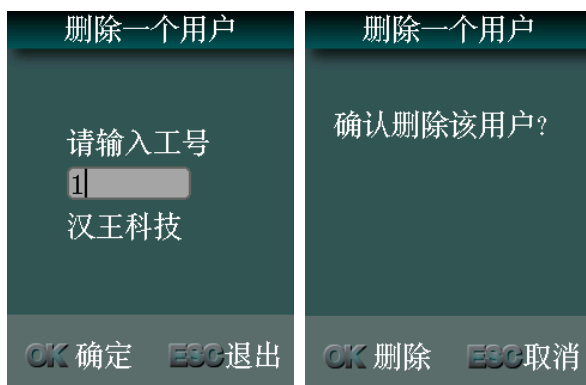 删除一个用户
请输入工号
1
汉王科技
OK 确定 ESC退出
删除一个用户
确认删除该用户?
OK 删除 ESC取消